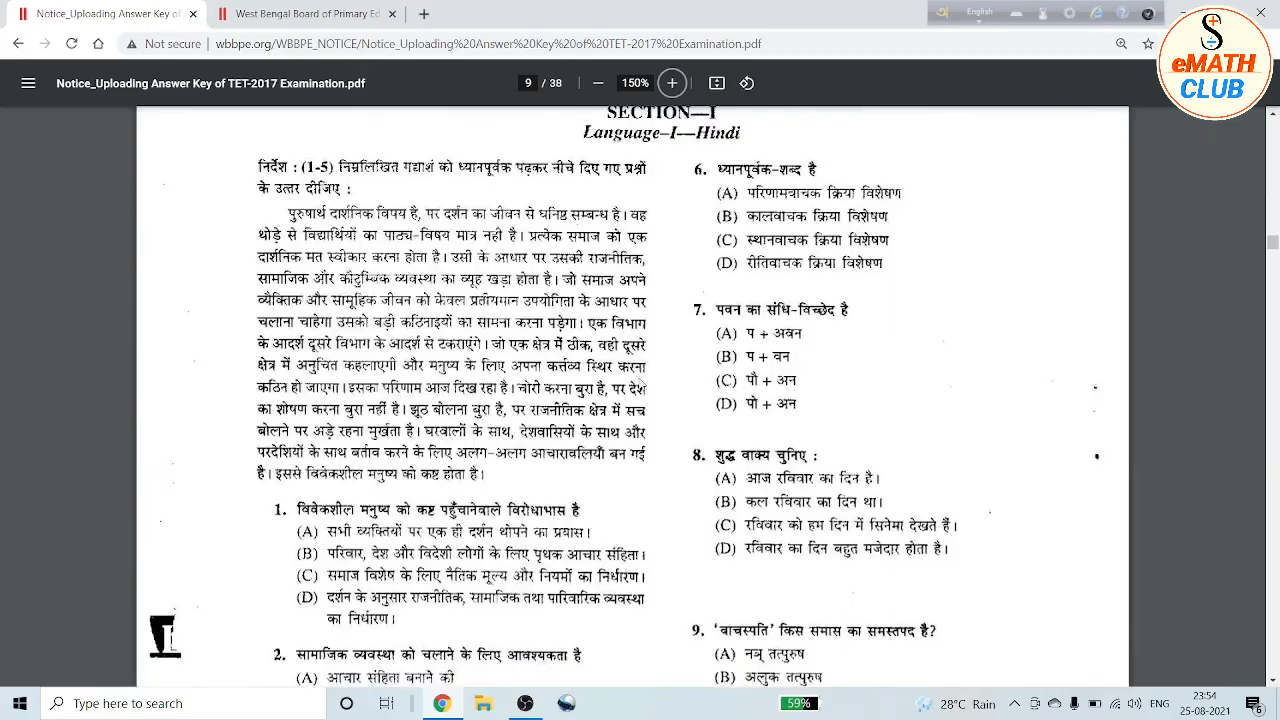 Notice_Uploading Answer Key of T
West Bengal Board of Primary Ed
English
Not secure
wbbpe.org/WBBPE_NOTICE/Notice_Uploading%20Answer%20Key%20of%20TET-2017%20Examination.pdf
eMATH
CLUB
Notice_Uploading Answer Key of TET-2017 Examination.pdf
9 / 38
150%
SECTION—I
Language–I—Hindi
निर्देश : (1-5) निम्नलिखित गद्याशं को ध्यानपूर्वक पढ़कर नीचे दिए गए प्रश्नों
के उत्तर दीजिए :
पुरुषार्थ दार्शनिक विषय है, पर दर्शन का जीवन से घनिष्ठ सम्बन्ध है। वह
थोड़े से विद्यार्थियों का पाठ्य-विषय मात्र नही है। प्रत्येक समाज को एक
दार्शनिक मत स्वीकार करना होता है। उसी के आधार पर उसकी राजनीतिक,
सामाजिक और कौटुम्बिक व्यवस्था का व्यूह खड़ा होता है। जो समाज अपने
व्यैक्तिक और सामूहिक जीवन को केवल प्रतीयमान उपयोगिता के आधार पर
चलाना चाहेगा उसको बड़ी कठिनाइयों का सामना करना पड़ेगा। एक विभाग
के आदर्श दूसरे विभाग के आदर्श से टकराएंगे। जो एक क्षेत्र में ठीक, वही दूसरे
क्षेत्र में अनुचित कहलाएगी और मनुष्य के लिए अपना कर्त्तव्य स्थिर करना
कठिन हो जाएगा। इसका परिणाम आज दिख रहा है। चोरी करना बुरा है, पर देश
का शोषण करना बुरा नहीं है। झूठ बोलना बुरा है, पर राजनीतिक क्षेत्र में सच
बोलने पर अड़े रहना मुर्खता है। घरवालों के साथ, देशवासियों के साथ और
परदेशियों के साथ बर्ताव करने के लिए अलग-अलग आचारावलियाँ बन गई
है। इससे विवेकशील मनुष्य को कष्ट होता है।
1. विवेकशील मनुष्य को कष्ट पहुँचानेवाले विरोधाभास है
(A) सभी व्यक्तियों पर एक ही दर्शन थोपने का प्रयास।
(B) परिवार, देश और विदेशी लोगों के लिए पृथक आचार संहिता।
(C) समाज विशेष के लिए नैतिक मूल्य और नियमों का निर्धारण।
(D) दर्शन के अनुसार राजनीतिक, सामाजिक तथा पारिवारिक व्यवस्था
का निर्धारण।
2. सामाजिक व्यवस्था को चलाने के लिए आवश्यकता है
(A) आचार संहिता बनाने की
6. ध्यानपूर्वक-शब्द है
(A) परिणामवाचक क्रिया विशेषण
(B) कालवाचक क्रिया विशेषण
(C) स्थानवाचक क्रिया विशेषण
(D) रीतिवाचक क्रिया विशेषण
7. पवन का संधि-विच्छेद है
(A) प + अवन
(B) प + वन
(C) पौ + अन
(D) पो + अन
8. शुद्ध वाक्य चुनिए :
(A) आज रविवार का दिन है।
(B) कल रविवार का दिन था।
(C) रविवार को हम दिन में सिनेमा देखते हैं।
(D) रविवार का दिन बहुत मजेदार होता है।
9. ‘वाचस्पति’ किस समास का समस्तपद है?
(A) नञ् तत्पुरुष
(B) अलुक तत्पुरुष
Type here to search
59%
28°C Rain
23:54
25-08-2021